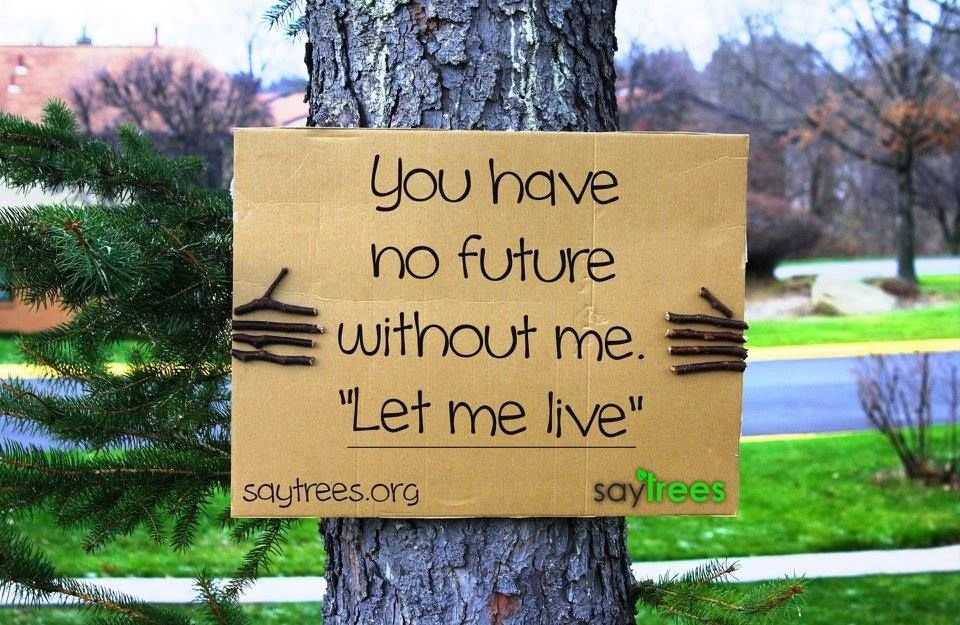 You have
no future
without me.
"Let me live"
saytrees.org
saytrees